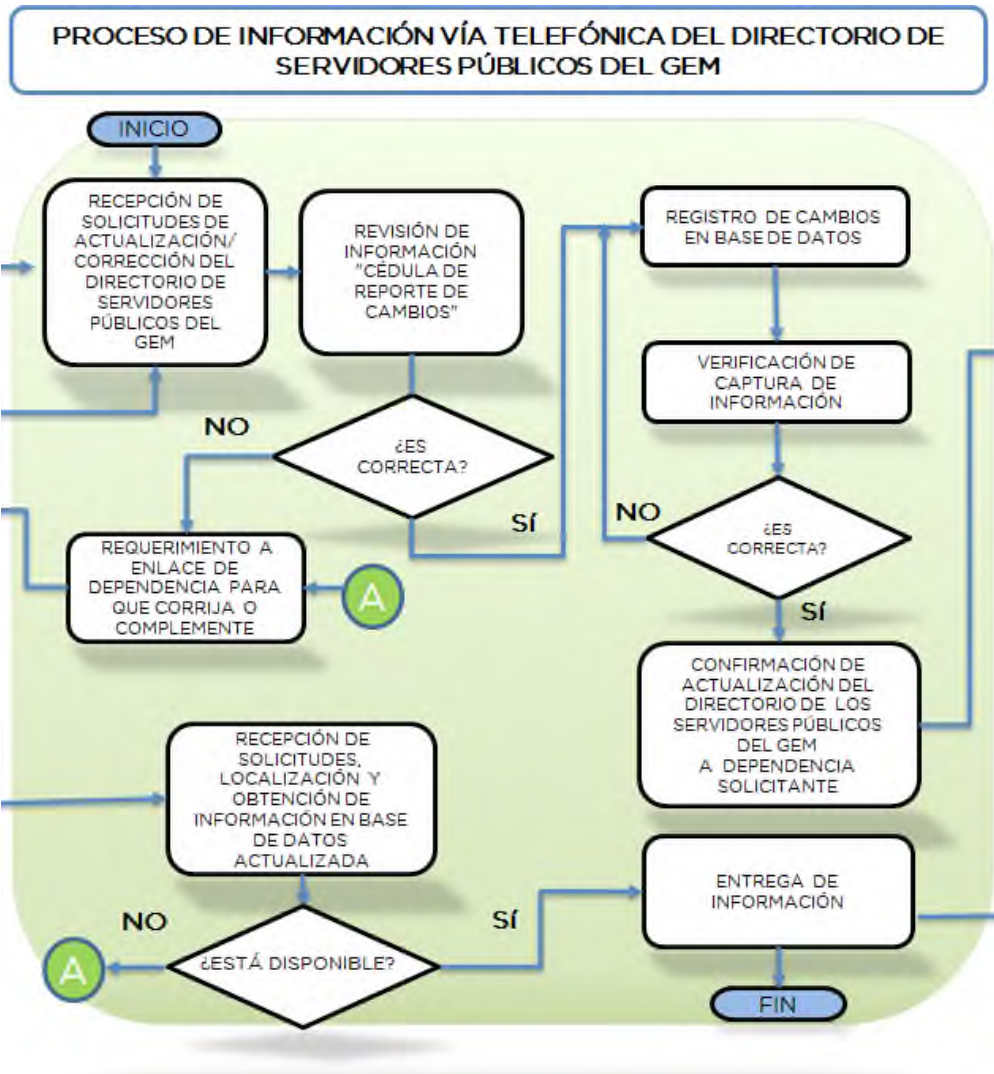 PROCESO DE INFORMACIÓN VÍA TELEFÓNICA DEL DIRECTORIO DE
SERVIDORES PÚBLICOS DEL GEM
INICIO
RECEPCIÓN DE
SOLICITUDES DE
ACTUALIZACIÓN/
CORRECCIÓN DEL
DIRECTORIO DE
SERVIDORES
PÚBLICOS DEL
GEM
REVISIÓN DE
INFORMACIÓN
"CÉDULA DE
REPORTE DE
CAMBIOS"
¿ES
CORRECTA?
NO
SÍ
REQUERIMIENTO A
ENLACE DE
DEPENDENCIA PARA
QUE CORRIJA O
COMPLEMENTE
A
REGISTRO DE CAMBIOS
EN BASE DE DATOS
VERIFICACIÓN DE
CAPTURA DE
INFORMACIÓN
¿ES
CORRECTA?
NO
SÍ
CONFIRMACIÓN DE
ACTUALIZACIÓN DEL
DIRECTORIO DE LOS
SERVIDORES PÚBLICOS
DEL GEM
A DEPENDENCIA
SOLICITANTE
RECEPCIÓN DE
SOLICITUDES,
LOCALIZACIÓN Y
OBTENCIÓN DE
INFORMACIÓN EN BASE
DE DATOS
ACTUALIZADA
¿ESTÁ DISPONIBLE?
NO
A
SÍ
ENTREGA DE
INFORMACIÓN
FIN